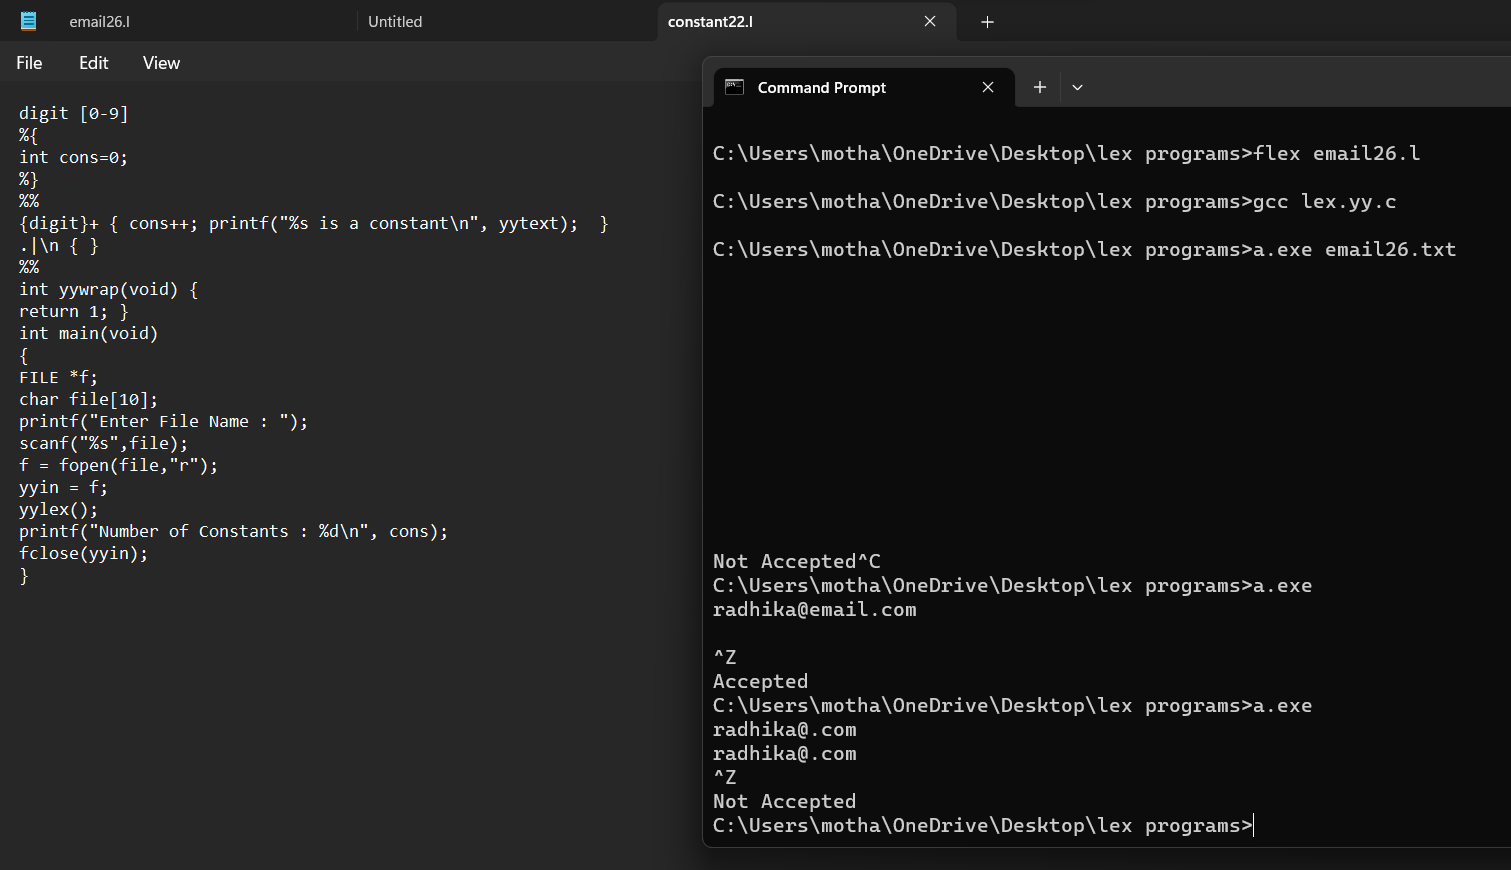 email26.l
Untitled
constant22.l
File Edit View
digit [0-9]
%{
int cons=0;
%}
%%
{digit}+ { cons++; printf("%s is a constant\n", yytext);  }
.|\n { }
%%
int yywrap(void) {
return 1; }
int main(void)
{
FILE *f;
char file[10];
printf("Enter File Name : ");
scanf("%s",file);
f = fopen(file,"r");
yyin = f;
yylex();
printf("Number of Constants : %d\n", cons);
fclose(yyin);
}
Command Prompt
C:\Users\motha\OneDrive\Desktop\lex programs>flex email26.l
C:\Users\motha\OneDrive\Desktop\lex programs>gcc lex.yy.c
C:\Users\motha\OneDrive\Desktop\lex programs>a.exe email26.txt
Not Accepted^C
C:\Users\motha\OneDrive\Desktop\lex programs>a.exe
radhika@email.com
^Z
Accepted
C:\Users\motha\OneDrive\Desktop\lex programs>a.exe
radhika@.com
radhika@.com
^Z
Not Accepted
C:\Users\motha\OneDrive\Desktop\lex programs>